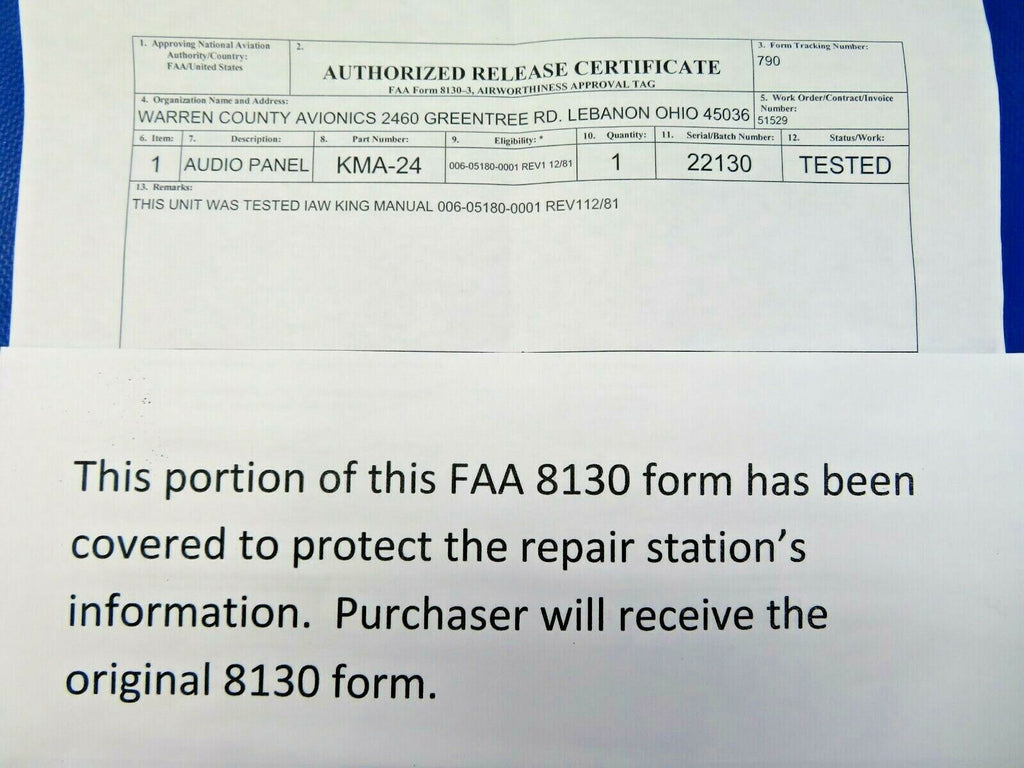 1. Approving National Aviation
Authority/Country:
FAA/United States
2.
AUTHORIZED RELEASE CERTIFICATE
FAA Form 8130-3, AIRWORTHINESS APPROVAL TAG
3. Form Tracking Number:
790
4. Organization Name and Address:
WARREN COUNTY AVIONICS 2460 GREENTREE RD. LEBANON OHIO 45036
5. Work Order/Contract/Invoice
Number:
51529
6. Item: 7. Description: 8. Part Number: 9. Eligibility: * 10. Quantity: 11. Serial/Batch Number: 12. Status/Work:
1 AUDIO PANEL KMA-24 006-05180-0001 REV1 12/81 1 22130 TESTED
13. Remarks:
THIS UNIT WAS TESTED IAW KING MANUAL 006-05180-0001 REV112/81
This portion of this FAA 8130 form has been
covered to protect the repair station's
information. Purchaser will receive the
original 8130 form.